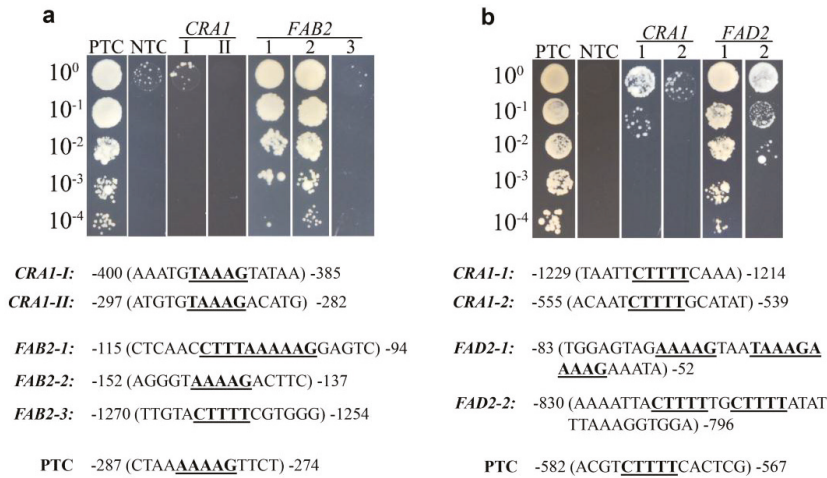 a
CRA1 FAB2
PTC NTC I II 1 2 3
10⁰
10⁻¹
10⁻²
10⁻³
10⁻⁴
CRA1-I: -400 (AAATGTAAAGTATAA) -385
CRA1-II: -297 (ATGTGTAAAGACATG) -282
FAB2-1: -115 (CTCAACCTTTAAAAAGGAGTC) -94
FAB2-2: -152 (AGGGTAAAAGACTTC) -137
FAB2-3: -1270 (TTGTACTTTTCGTGGG) -1254
PTC -287 (CTAAAAAAGTTCT) -274
b
CRA1 FAD2
PTC NTC 1 2 1 2
10⁰
10⁻¹
10⁻²
10⁻³
10⁻⁴
CRA1-1: -1229 (TAATTCTTTTCAAA) -1214
CRA1-2: -555 (ACAATCTTTTGCATAT) -539
FAD2-1: -83 (TGGAGTAGAAAAGTAATAAAGA
AAAGAAATA) -52
FAD2-2: -830 (AAAATTACTTTTTGCTTTTATAT
TTAAAGGTGGA) -796
PTC -582 (ACGTCTTTTCACTCG) -567